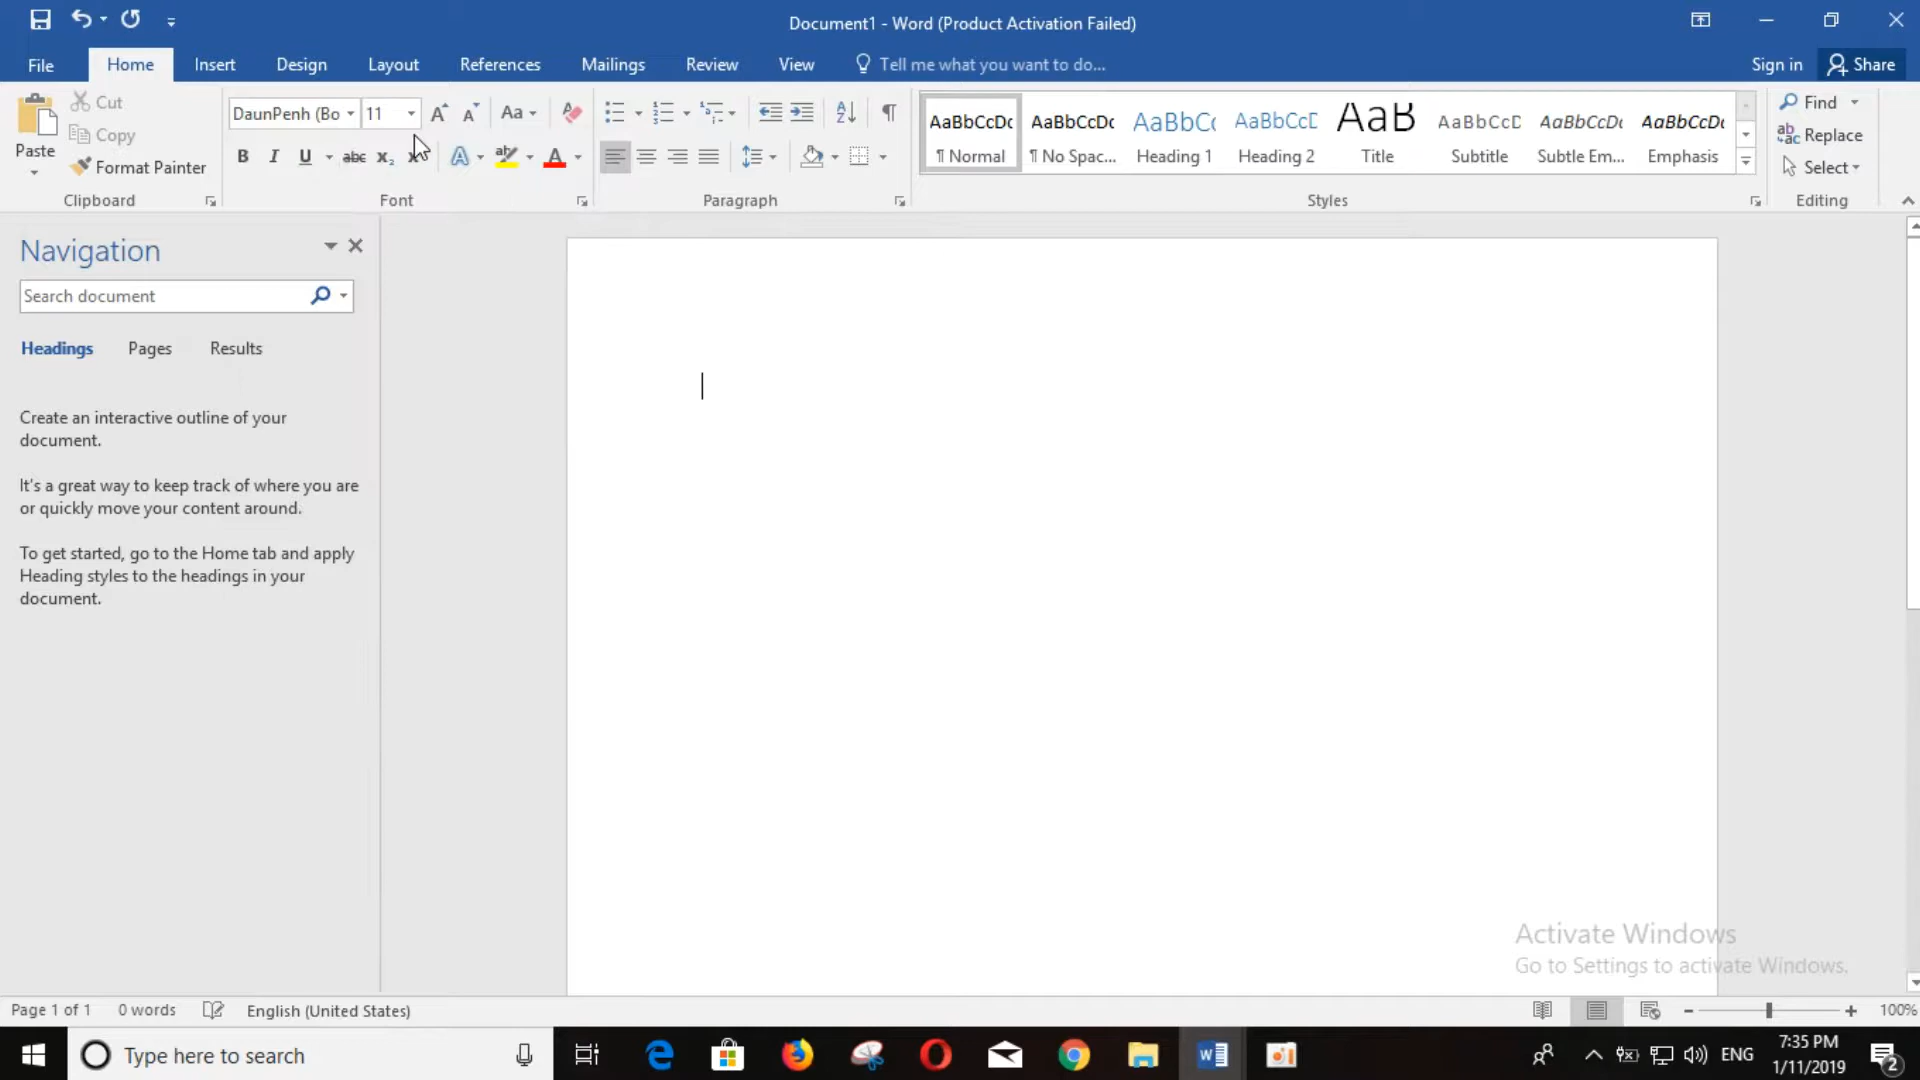 Document1 - Word (Product Activation Failed)
File Home Insert Design Layout References Mailings Review View Tell me what you want to do... Sign in Share
Paste
Cut
Copy
Format Painter
Clipboard
DaunPenh (Bo 11
Aa
B I U abc X₂
Font
Paragraph
AaBbCcDc AaBbCcDc AaBbCc AaBbCcD AaB AaBbCcD AaBbCcDc AaBbCcDc
¶ Normal ¶ No Spac... Heading 1 Heading 2 Title Subtitle Subtle Em... Emphasis
Styles
Find
Replace
Select
Editing
Navigation
Search document
Headings Pages Results
Create an interactive outline of your
document.
It's a great way to keep track of where you are
or quickly move your content around.
To get started, go to the Home tab and apply
Heading styles to the headings in your
document.
Activate Windows
Go to Settings to activate Windows.
Page 1 of 1 0 words English (United States) 100%
Type here to search
ENG
7:35 PM
1/11/2019
2